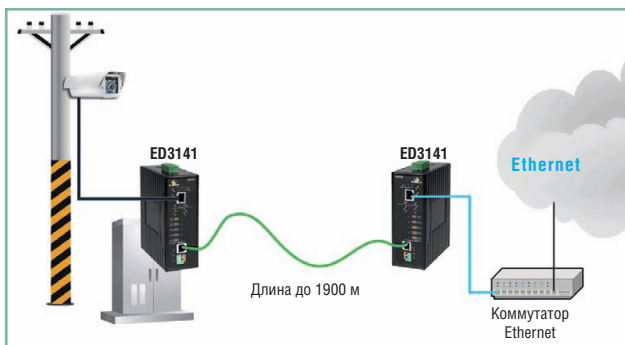 ED3141
ED3141
Ethernet
Длина до 1900 м
Коммутатор
Ethernet